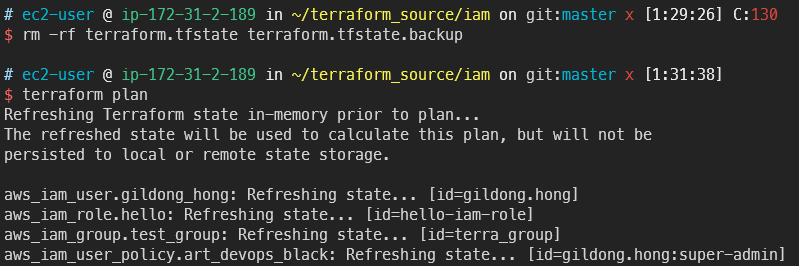 # ec2-user @ ip-172-31-2-189 in ~/terraform_source/iam on git:master x [1:29:26] C:130
$ rm -rf terraform.tfstate terraform.tfstate.backup
# ec2-user @ ip-172-31-2-189 in ~/terraform_source/iam on git:master x [1:31:38]
$ terraform plan
Refreshing Terraform state in-memory prior to plan...
The refreshed state will be used to calculate this plan, but will not be
persisted to local or remote state storage.
aws_iam_user.gildong_hong: Refreshing state... [id=gildong.hong]
aws_iam_role.hello: Refreshing state... [id=hello-iam-role]
aws_iam_group.test_group: Refreshing state... [id=terra_group]
aws_iam_user_policy.art_devops_black: Refreshing state... [id=gildong.hong:super-admin]